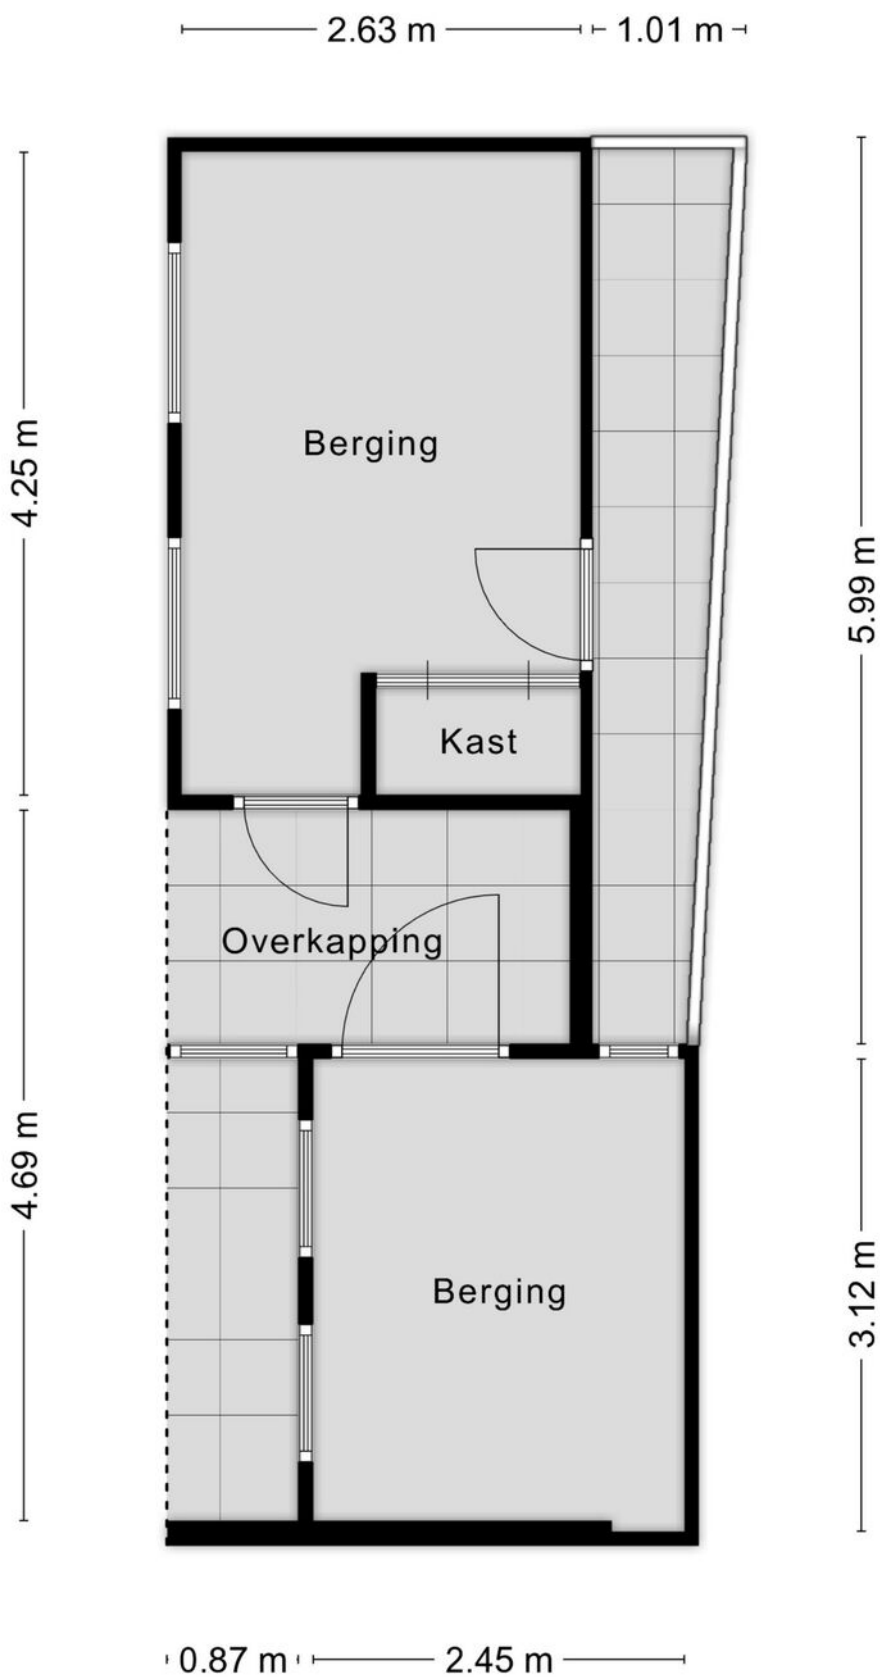 2.63 m
1.01 m
4.25 m
Berging
5.99 m
Kast
Overkapping
4.69 m
Berging
3.12 m
0.87 m
2.45 m